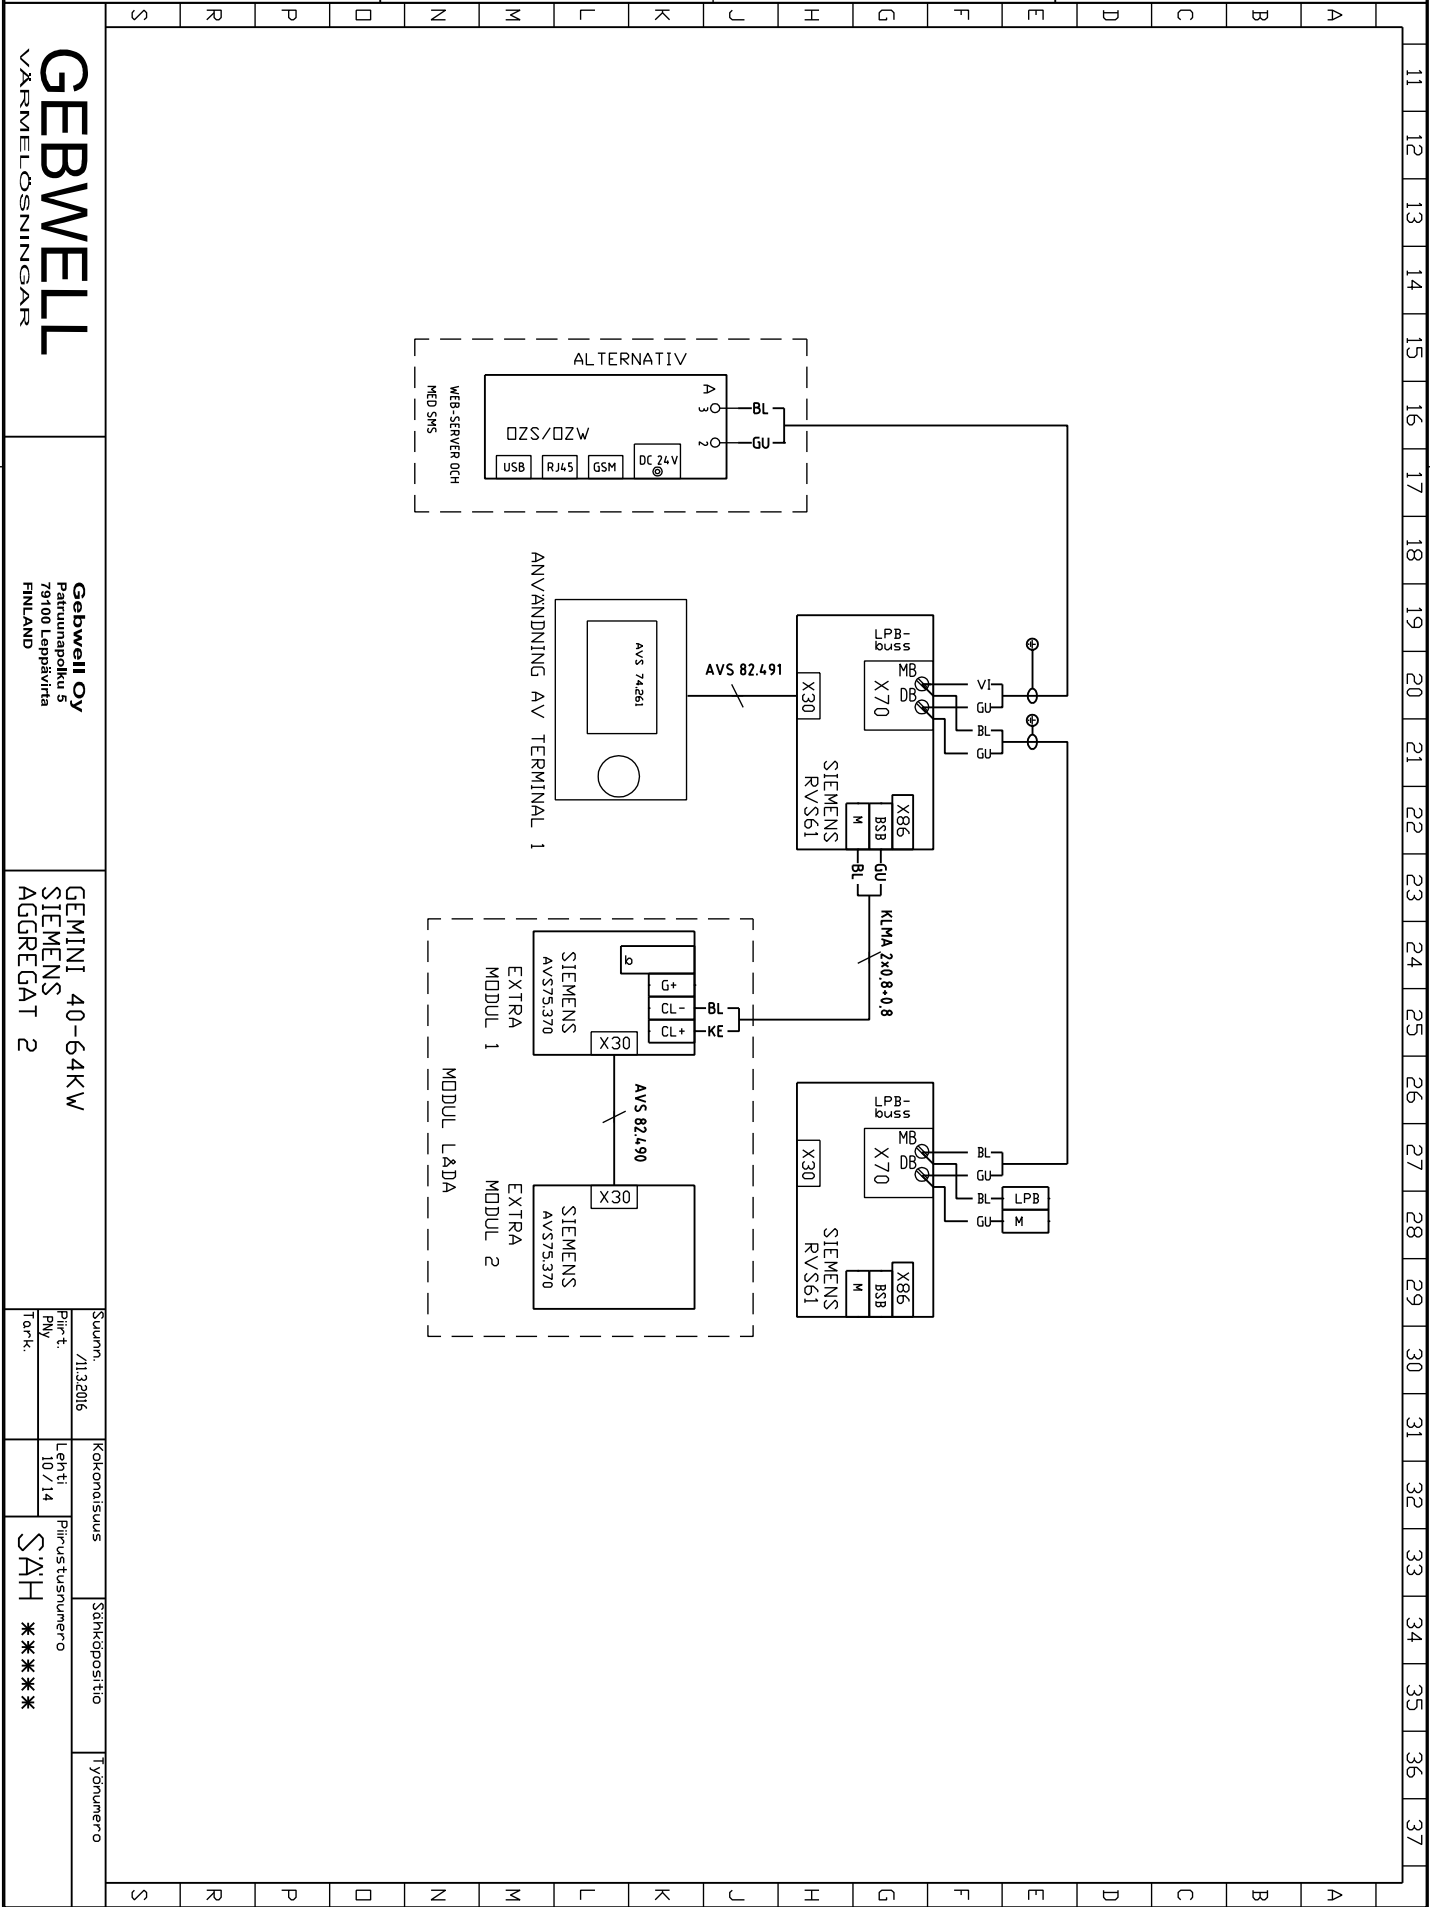 S R P O N M L K J H G F E D C B A
11 12 13 14 15 16 17 18 19 20 21 22 23 24 25 26 27 28 29 30 31 32 33 34 35 36 37
ALTERNATIV
WEB-SERVER OCH
MED SMS
OZS/OZW
A
3
2
BL
GU
USB
RJ45
GSM
DC 24V
ANVÄNDNING AV TERMINAL 1
AVS 74.261
AVS 82.491
LPB-
buss
MB
DB
X70
X30
SIEMENS
RVS61
X86
BSB
M
VI
GU
BL
GU
GU
BL
KLMA 2x0.8+0.8
SIEMENS
AVS75.370
EXTRA
MODUL 1
G+
CL-
CL+
BL
KE
X30
AVS 82.490
X30
SIEMENS
AVS75.370
EXTRA
MODUL 2
MODUL LÅDA
LPB-
buss
MB
DB
X70
X30
SIEMENS
RVS61
X86
BSB
M
BL
GU
BL
GU
LPB
M
S R P O N M L K J H G F E D C B A
GEBWELL
VÄRMELÖSNINGAR
Gebwell Oy
Patruunapolku 5
79100 Leppävirta
FINLAND
GEMINI 40-64KW
SIEMENS
AGGREGAT 2
Suunn.
/11.3.2016
Piirt.
PNy
Tark.
Kokonaisuus
Lehti
10 / 14
Sähköpositio
Työnumero
Piirustusnumero
SÄH *****